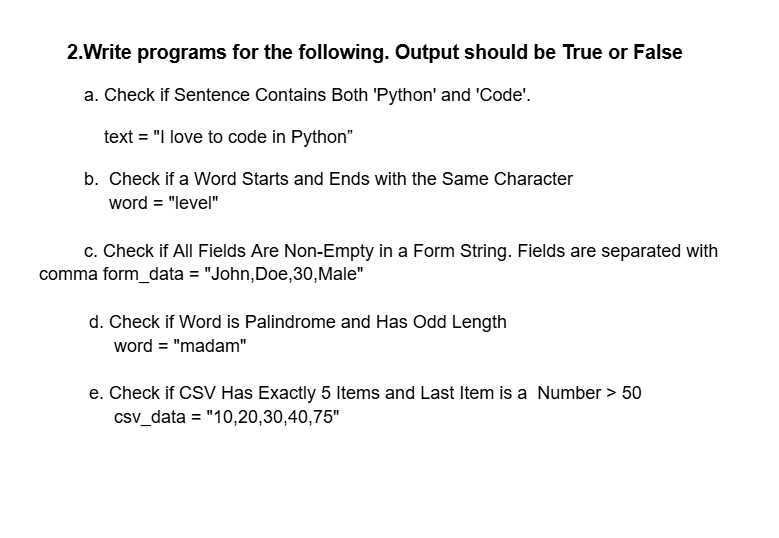 2.Write programs for the following. Output should be True or False
a. Check if Sentence Contains Both 'Python' and 'Code'.
text = "I love to code in Python”
b. Check if a Word Starts and Ends with the Same Character
word = "level"
c. Check if All Fields Are Non-Empty in a Form String. Fields are separated with
comma form_data = "John,Doe,30,Male"
d. Check if Word is Palindrome and Has Odd Length
word = "madam"
e. Check if CSV Has Exactly 5 Items and Last Item is a  Number > 50
csv_data = "10,20,30,40,75"